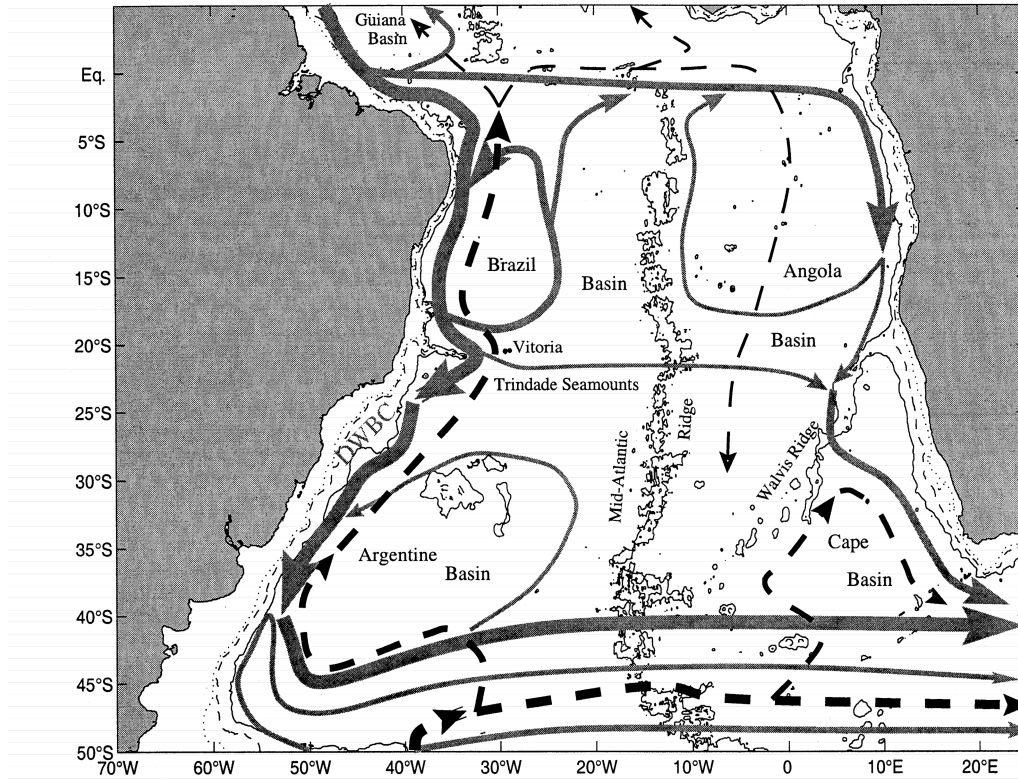 Guiana
Basin
Eq.
5°S
10°S
Brazil
Angola
15°S
Basin
Basin
20°S
Vitoria
Trindade Seamounts
25°S
DWBC
Mid-Atlantic
Ridge
Walvis Ridge
30°S
Cape
35°S
Argentine
Basin
Basin
40°S
45°S
50°S
70°W
60°W
50°W
40°W
30°W
20°W
10°W
0°W
10°E
20°E